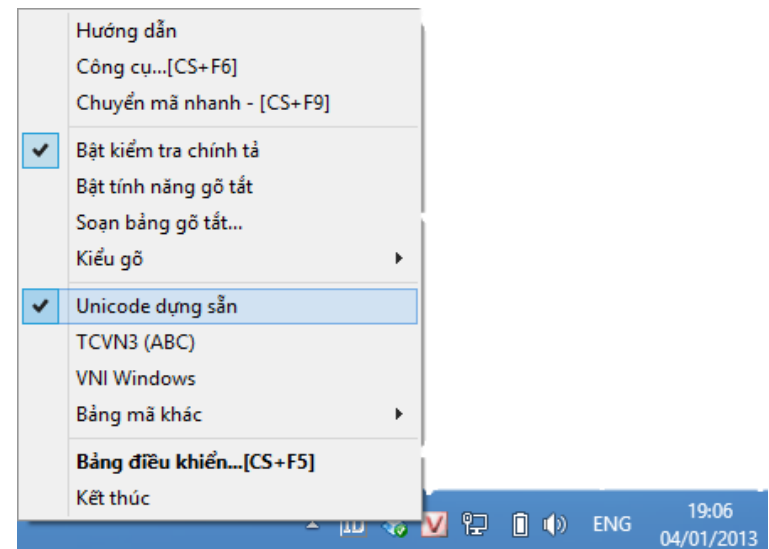 Hướng dẫn
Công cụ...[CS+F6]
Chuyển mã nhanh - [CS+F9]
Bật kiểm tra chính tả
Bật tính năng gõ tắt
Soạn bảng gõ tắt...
Kiểu gõ
Unicode dựng sẵn
TCVN3 (ABC)
VNI Windows
Bảng mã khác
Bảng điều khiển...[CS+F5]
Kết thúc
V
ENG
19:06
04/01/2013